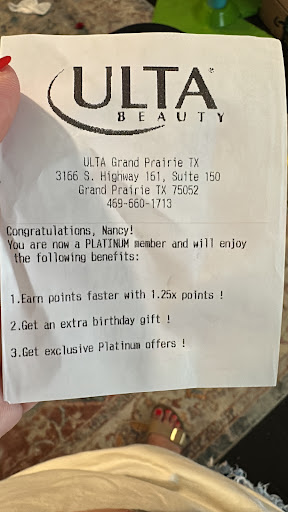 ULTA
BEAUTY
ULTA Grand Prairie TX
3166 S. Highway 161, Suite 150
Grand Prairie TX 75052
469-660-1713
Congratulations, Nancy!
You are now a PLATINUM member and will enjoy
the following benefits:
1.Earn points faster with 1.25x points !
2.Get an extra birthday gift !
3.Get exclusive Platinum offers !